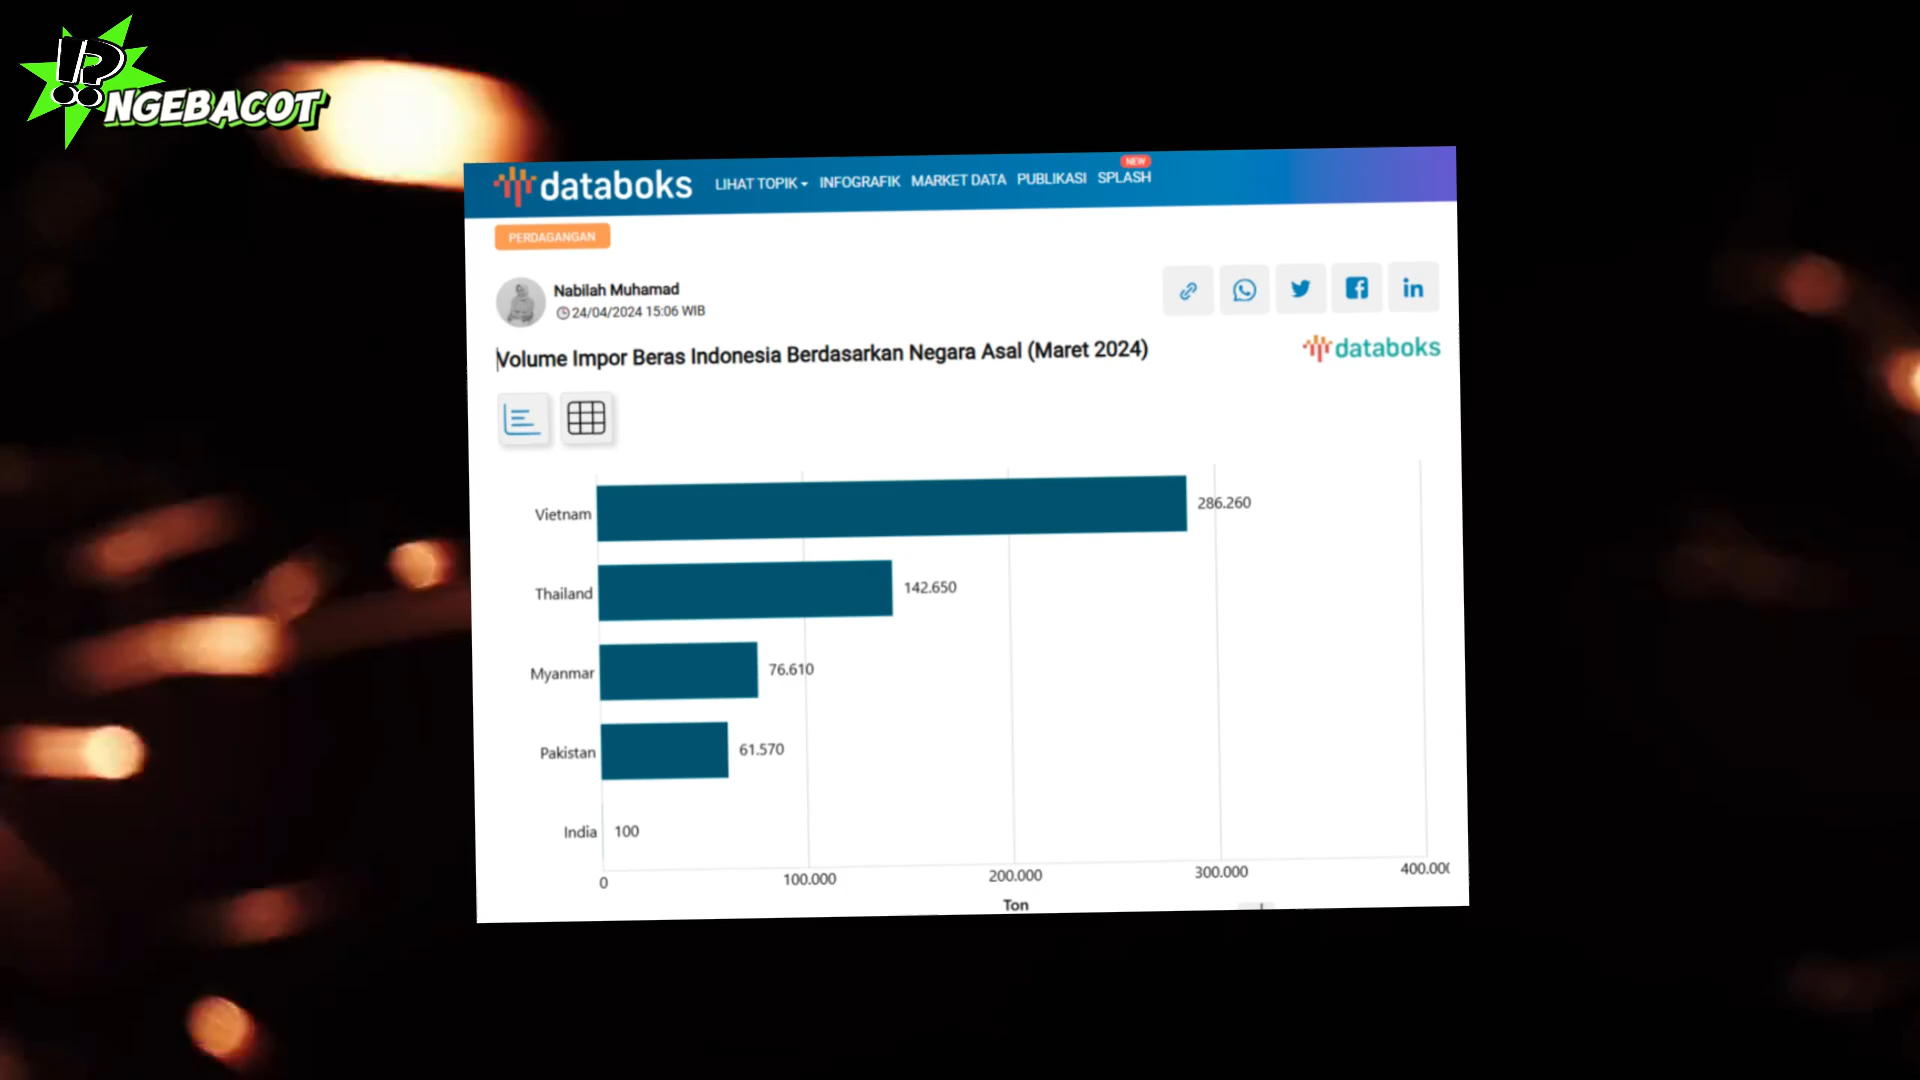 !?
NGEBACOT
databoks
LIHAT TOPIK
INFOGRAFIK
MARKET DATA
PUBLIKASI
NEW
SPLASH
PERDAGANGAN
Nabilah Muhamad
24/04/2024 15:06 WIB
Volume Impor Beras Indonesia Berdasarkan Negara Asal (Maret 2024)
databoks
Vietnam 286.260
Thailand 142.650
Myanmar 76.610
Pakistan 61.570
India 100
0 100.000 200.000 300.000 400.000
Ton